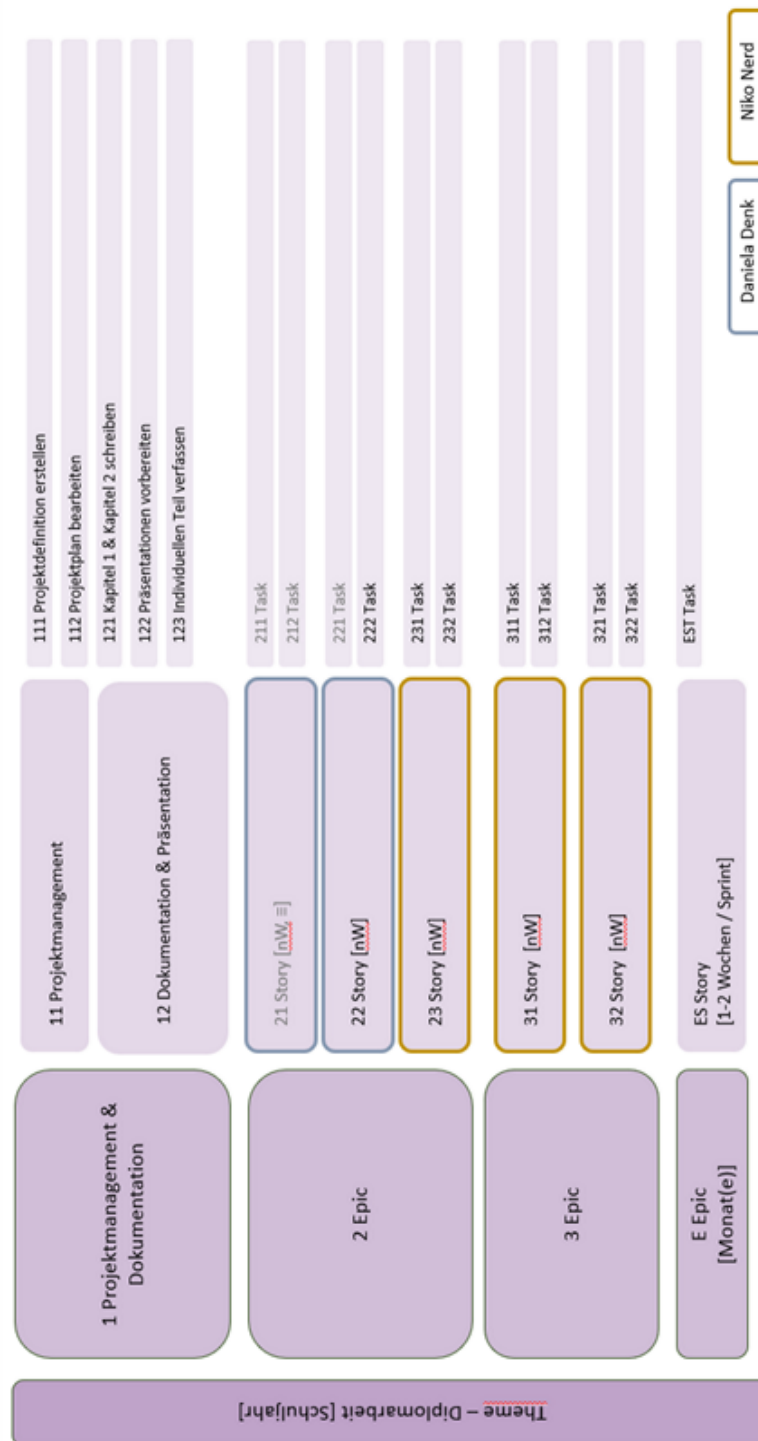 Theme – Diplomarbeit [Schuljahr]
1 Projektmanagement &
Dokumentation
11 Projektmanagement
111 Projektdefinition erstellen
112 Projektplan bearbeiten
12 Dokumentation & Präsentation
121 Kapitel 1 & Kapitel 2 schreiben
122 Präsentationen vorbereiten
123 Individuellen Teil verfassen
2 Epic
21 Story [nW, ≡]
211 Task
212 Task
22 Story [nW]
221 Task
222 Task
23 Story [nW]
231 Task
232 Task
3 Epic
31 Story [nW]
311 Task
312 Task
32 Story [nW]
321 Task
322 Task
E Epic
[Monat(e)]
ES Story
[1-2 Wochen / Sprint]
EST Task
Daniela Denk
Niko Nerd